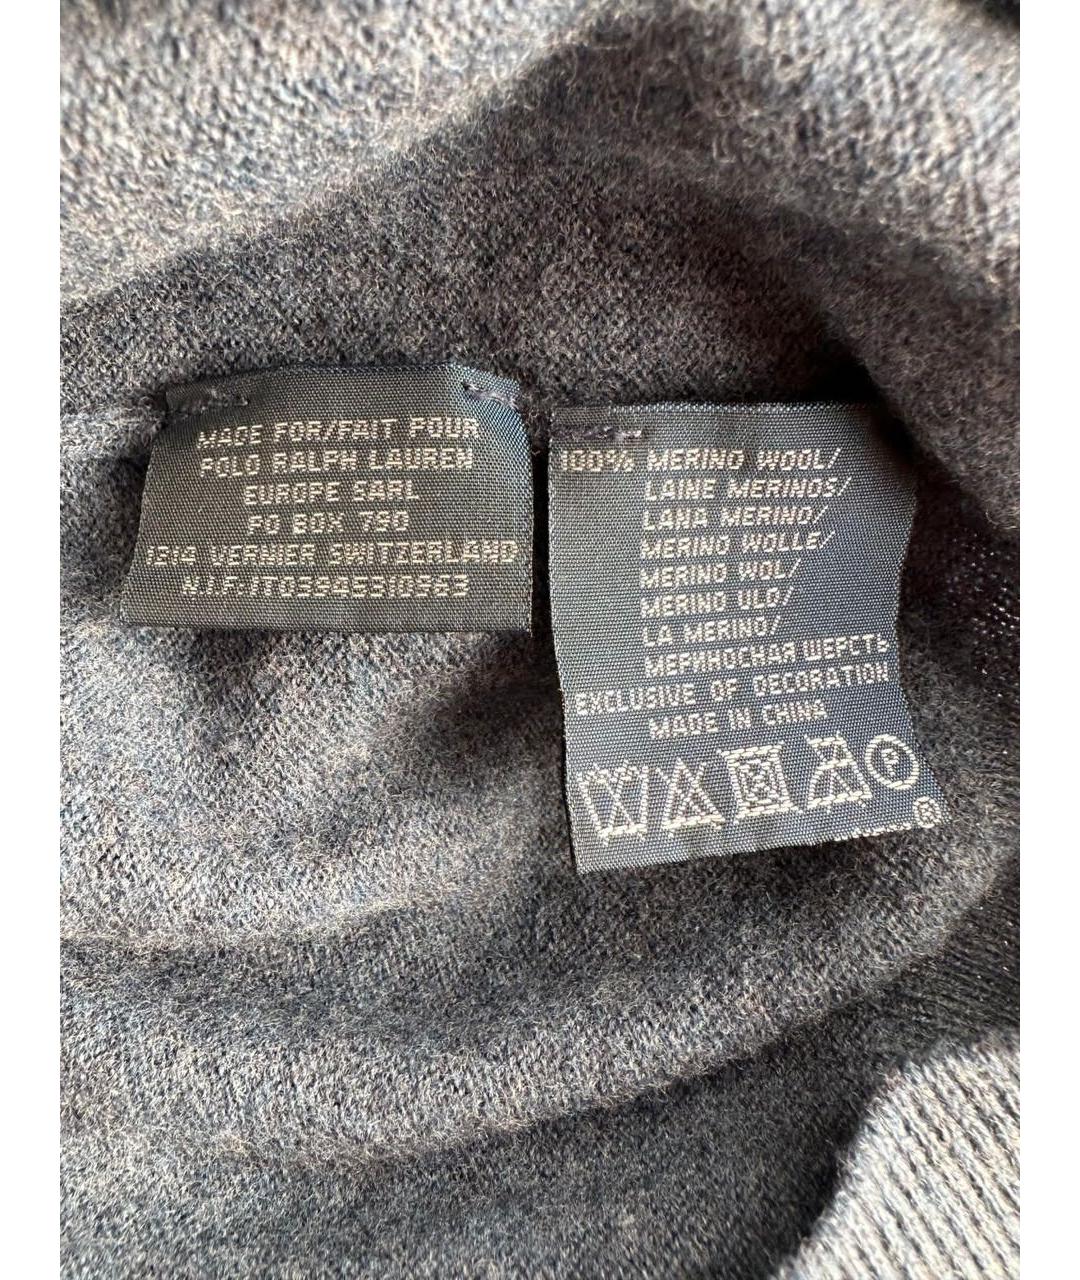 MADE FOR/FAIT POUR
POLO RALPH LAUREN
EUROPE SARL
PO BOX 790
1214 VERNIER SWITZERLAND
N.I.F:IT03945310963
100% MERINO WOOL/
LAINE MERINOS/
LANA MERINO/
MERINO WOLLE/
MERINO WOL/
MERINO ULD/
LA MERINO/
МЕРИНОСНАЯ ШЕРСТЬ
EXCLUSIVE OF DECORATION
MADE IN CHINA
P
®